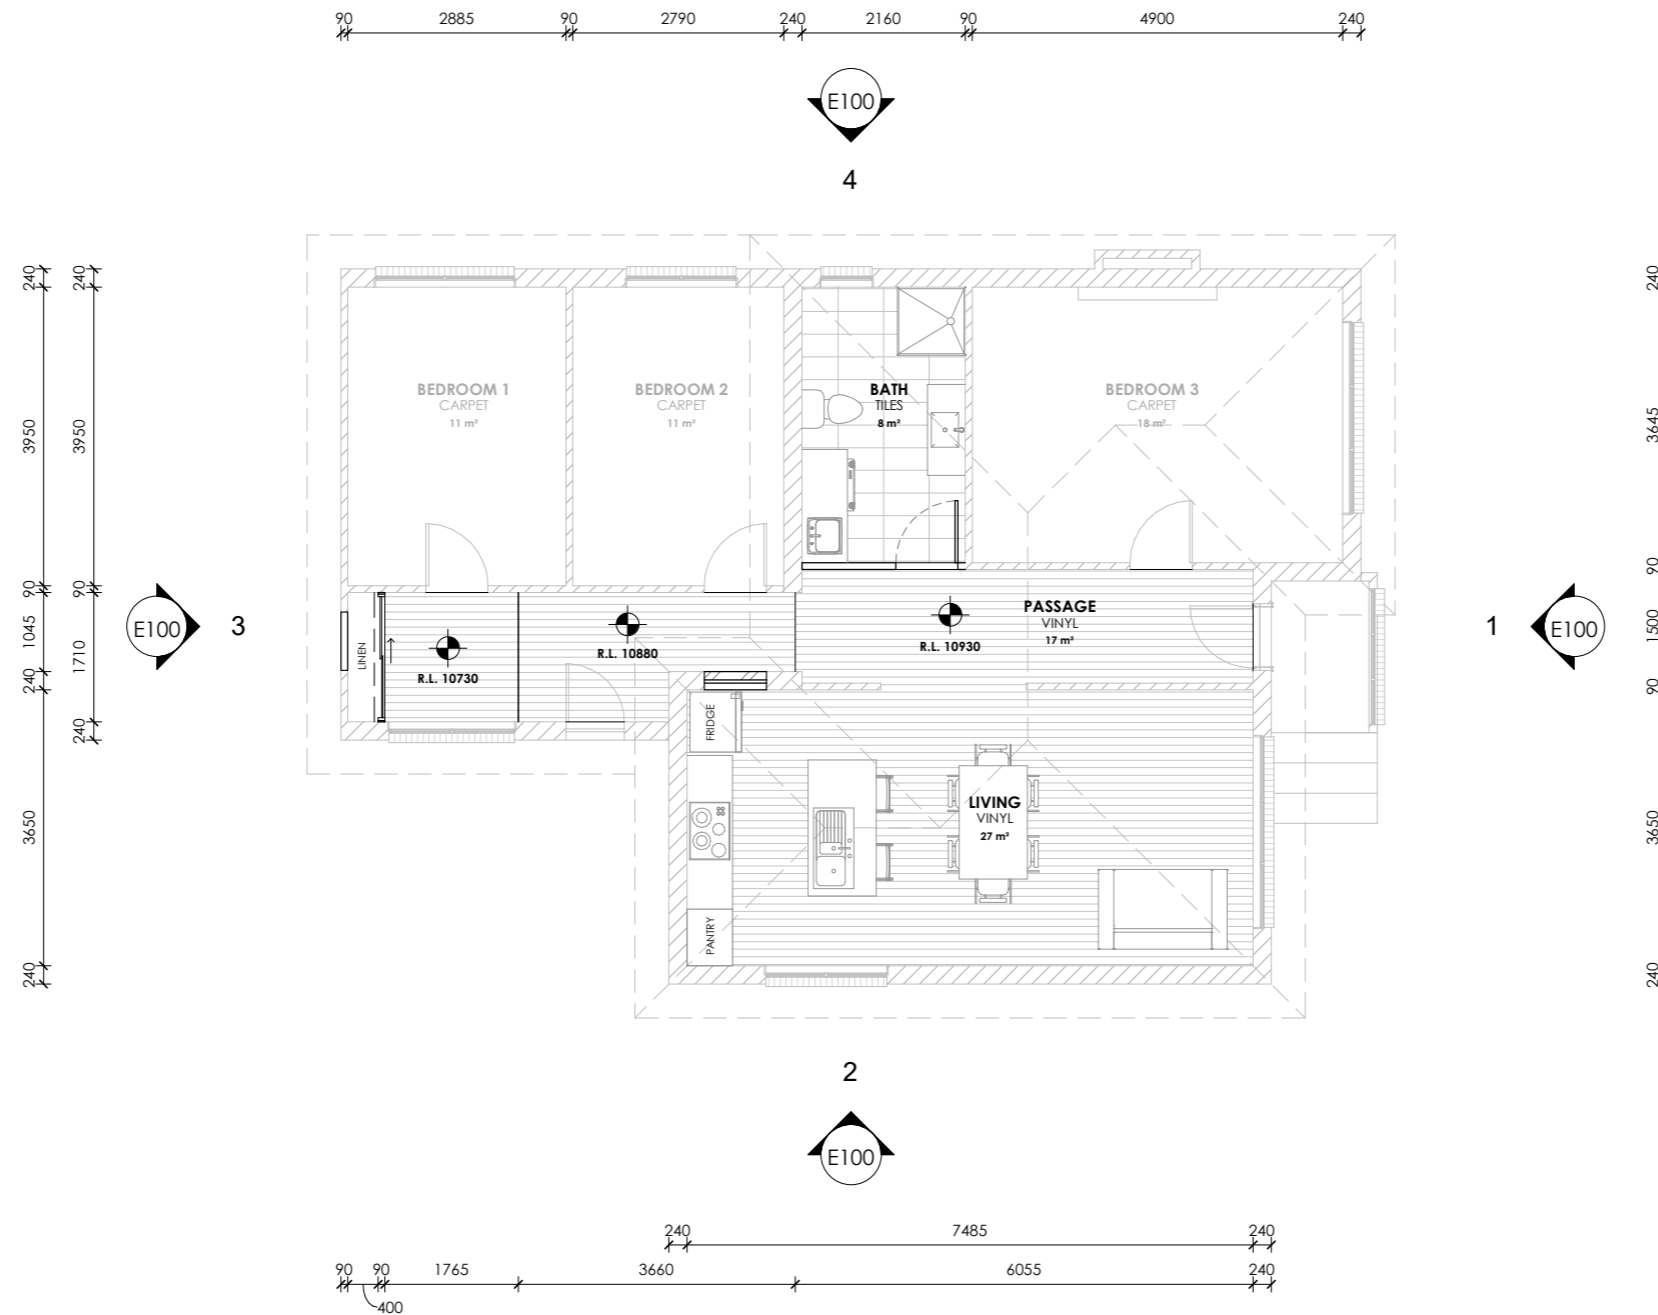 90 2885 90 2790 240 2160 90 4900 240
E100
4
240 240 240
3950 3950 3645
BEDROOM 1
CARPET
11 m²
BEDROOM 2
CARPET
11 m²
BATH
TILES
8 m²
BEDROOM 3
CARPET
18 m²
90 90 90
1045 1710 1500
240 240 90
E100 3
LINEN
R.L. 10730
R.L. 10880
R.L. 10930
PASSAGE
VINYL
17 m²
1 E100
FRIDGE
3650 3650
LIVING
VINYL
27 m²
PANTRY
240 240
2
E100
240 7485 240
90 90 1765 3660 6055 240
400